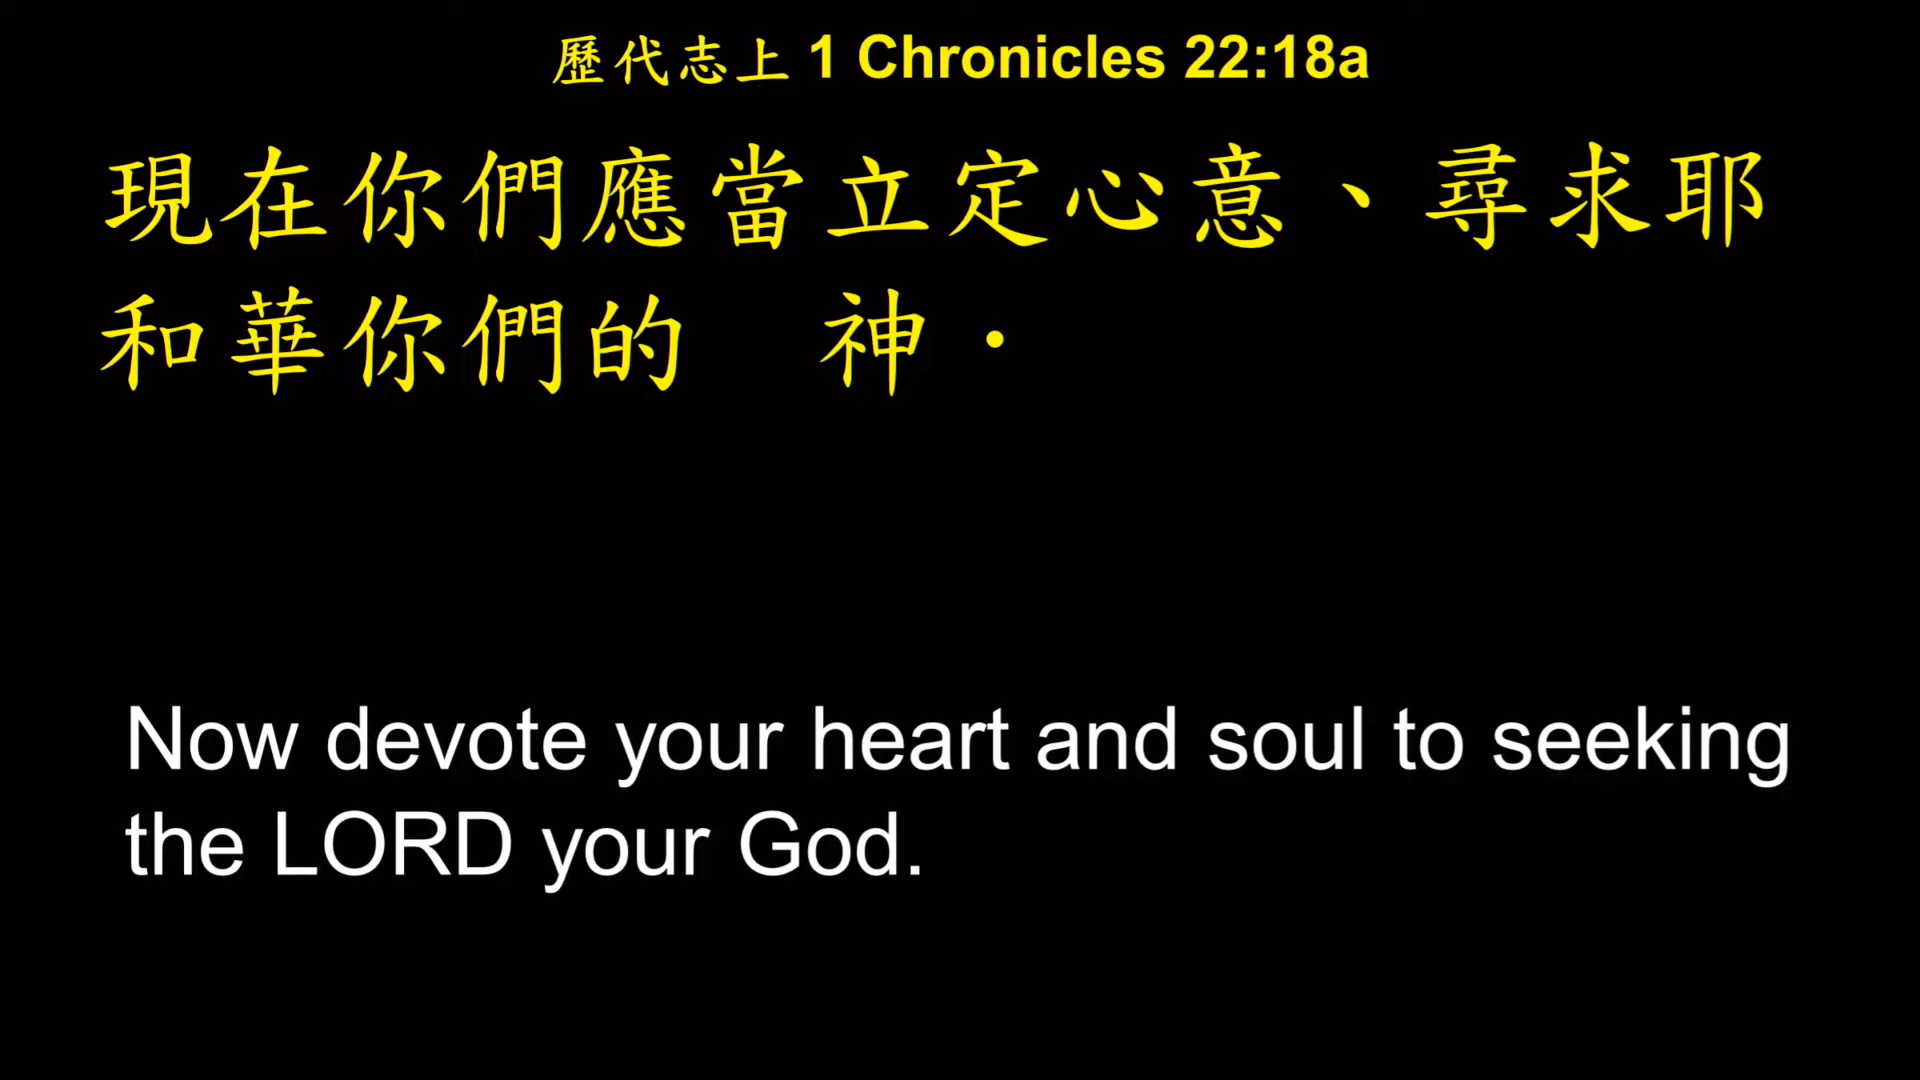 歷代志上 1 Chronicles 22:18a
現在你們應當立定心意、尋求耶
和華你們的　神．
Now devote your heart and soul to seeking
the LORD your God.